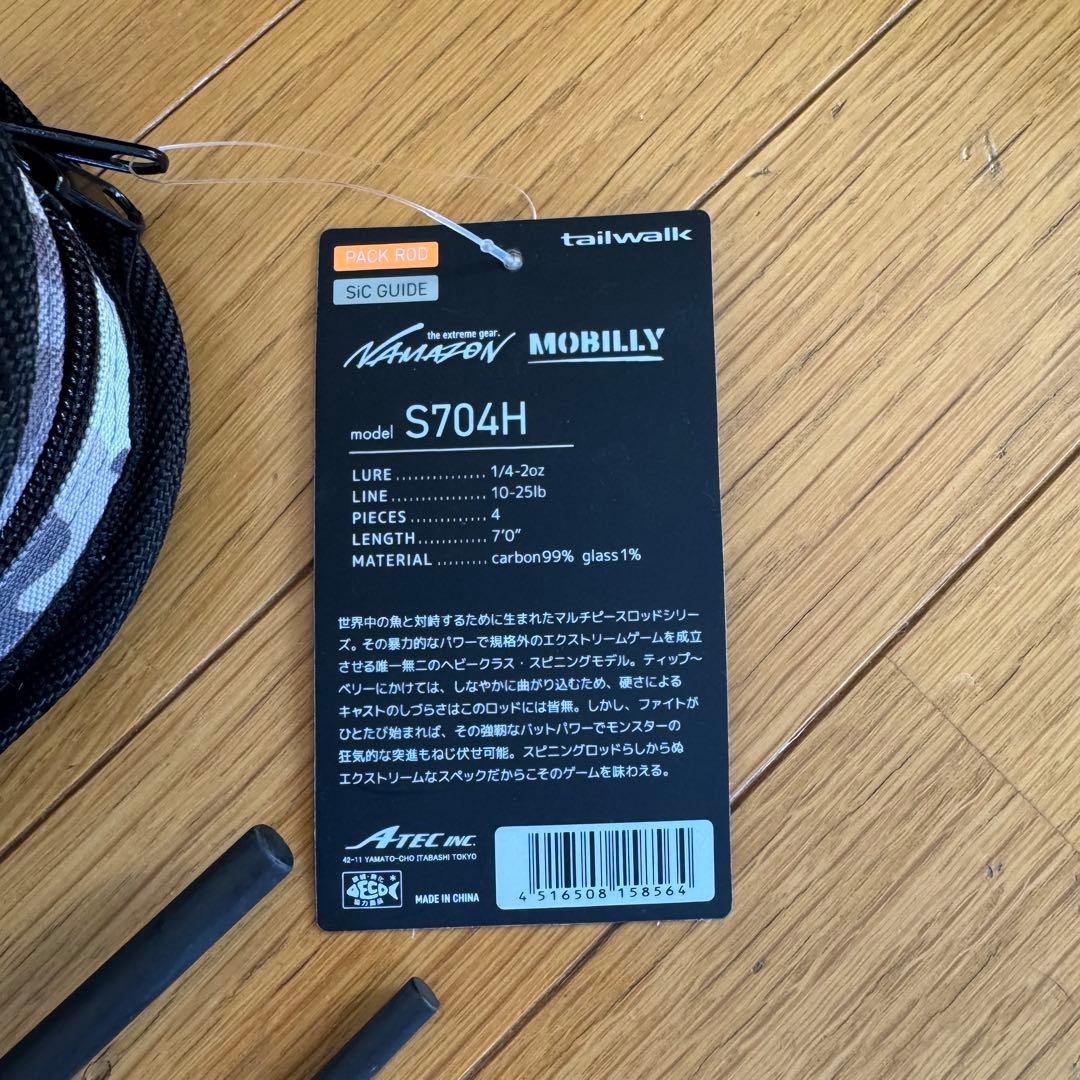 PACK ROD
tailwalk
SiC GUIDE
the extreme gear.
NAMAZON MOBILLY
model S704H
LURE ............... 1/4-2oz
LINE ................ 10-25lb
PIECES ............. 4
LENGTH ............ 7'0"
MATERIAL ......... carbon99% glass1%
世界中の魚と対峙するために生まれたマルチピースロッドシリー
ズ。その暴力的なパワーで規格外のエクストリームゲームを成立
させる唯一無二のヘビークラス・スピニングモデル。ティップ〜
ベリーにかけては、しなやかに曲がり込むため、硬さによる
キャストのしづらさはこのロッドには皆無。しかし、ファイトが
ひとたび始まれば、その強靭なバットパワーでモンスターの
狂気的な突進もねじ伏せ可能。スピニングロッドらしからぬ
エクストリームなスペックだからこそのゲームを味わえる。
A-TEC INC.
42-11 YAMATO-CHO ITABASHI TOKYO
環境・美化
DECO
協力商品
MADE IN CHINA
4 516508 158564